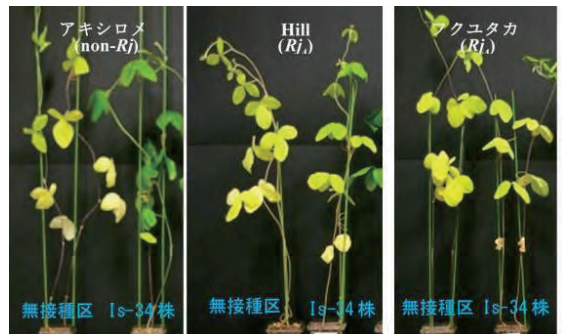 アキシロメ
(non-Rj)
無接種区 Is-34株
Hill
(Rj₄)
無接種区 Is-34株
フクユタカ
(Rj₄)
無接種区 Is-34株